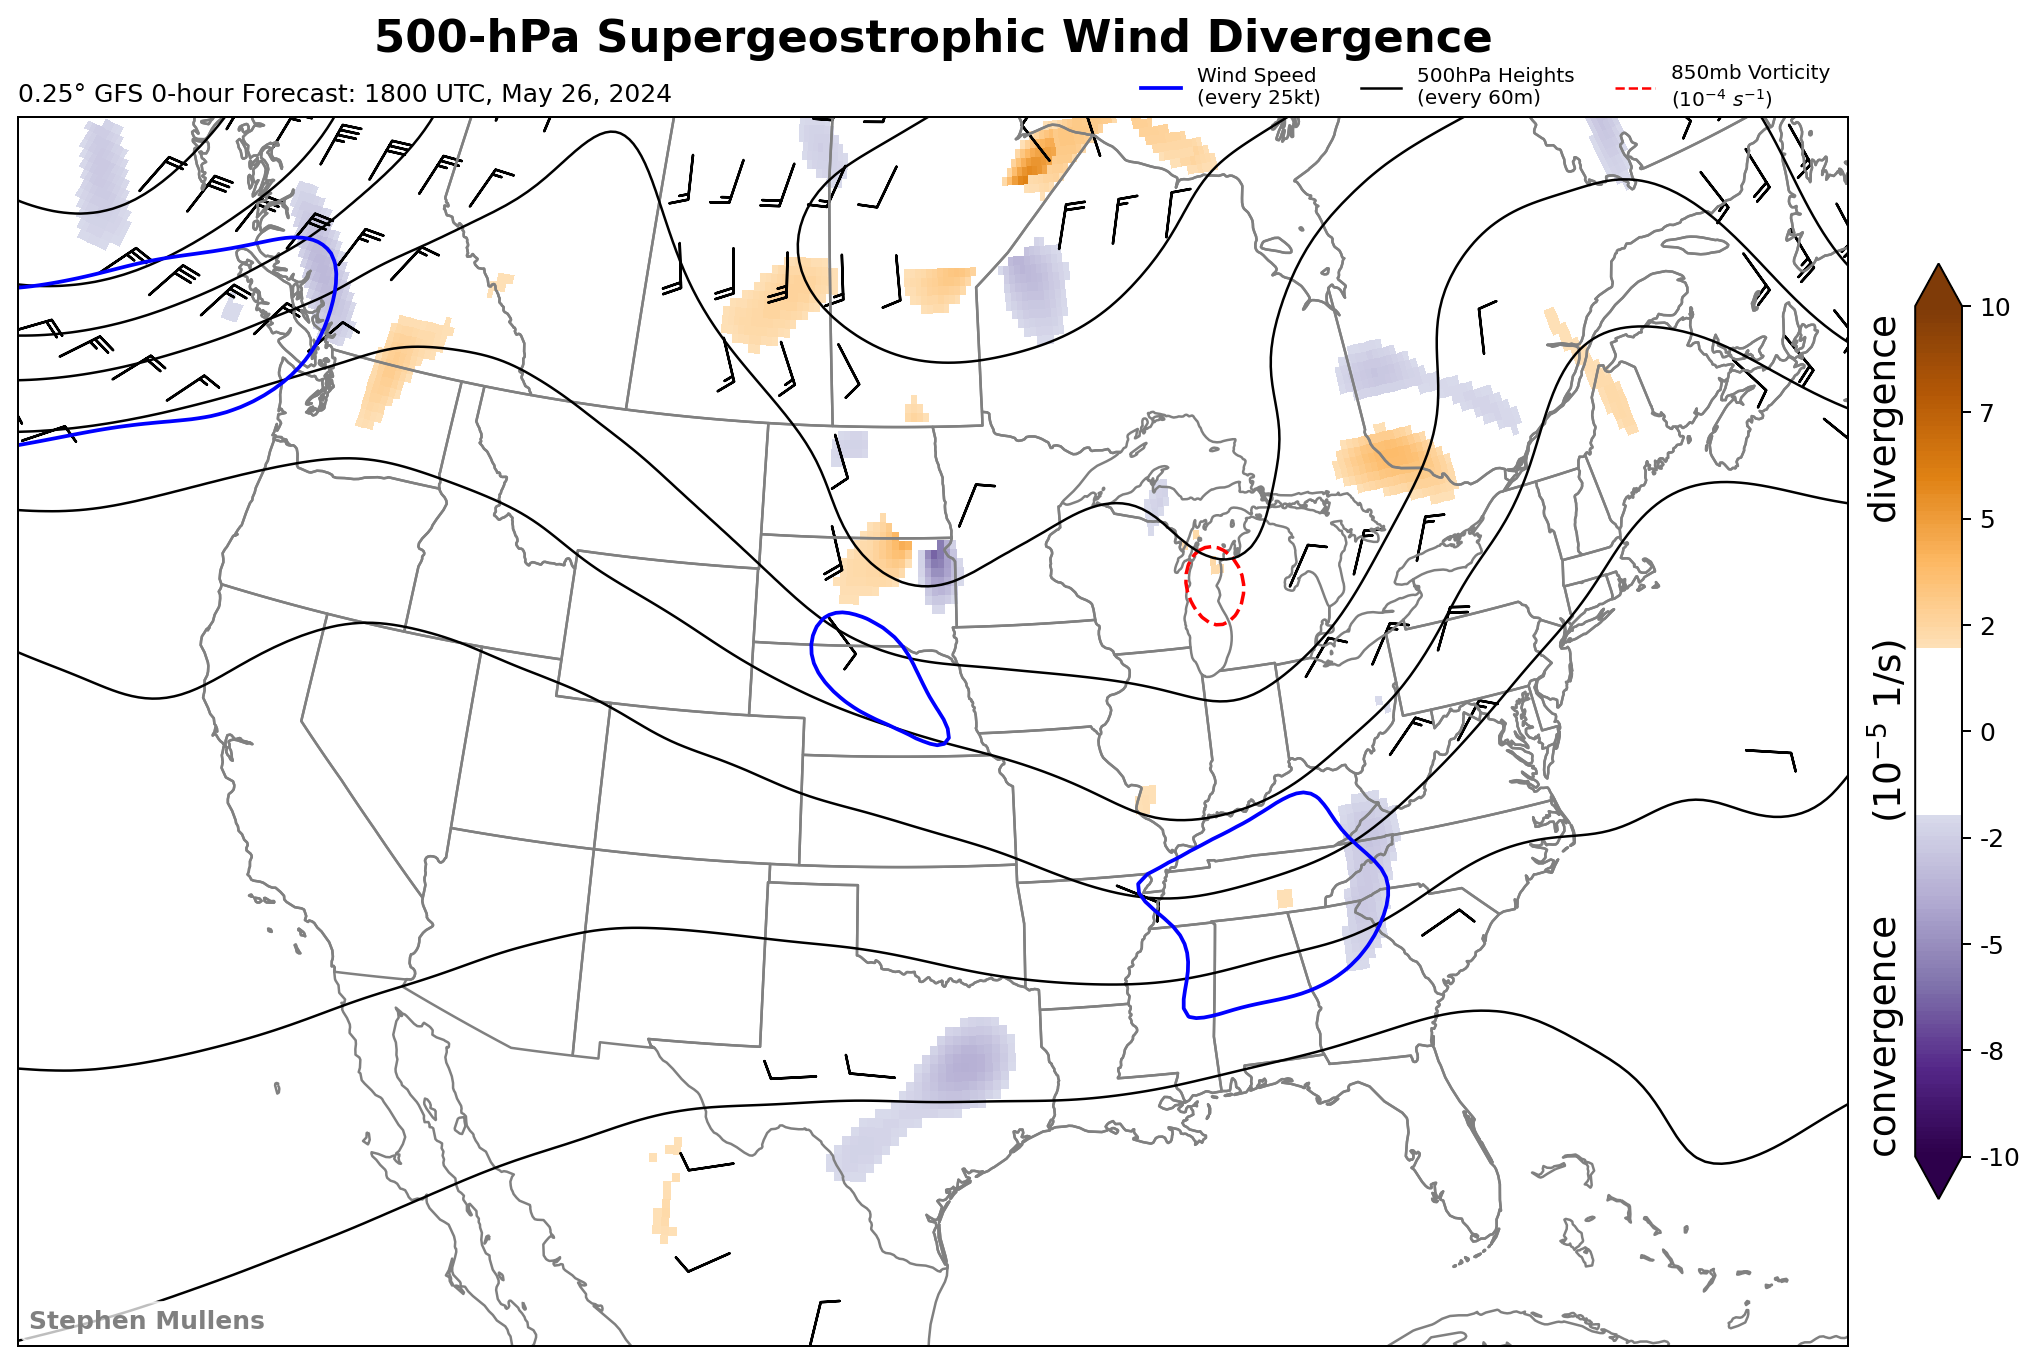 500-hPa Supergeostrophic Wind Divergence
0.25° GFS 0-hour Forecast: 1800 UTC, May 26, 2024
Wind Speed
(every 25kt)
500hPa Heights
(every 60m)
850mb Vorticity
(10⁻⁴ s⁻¹)
10
7
5
2
0
-2
-5
-8
-10
convergence (10⁻⁵ 1/s) divergence
Stephen Mullens